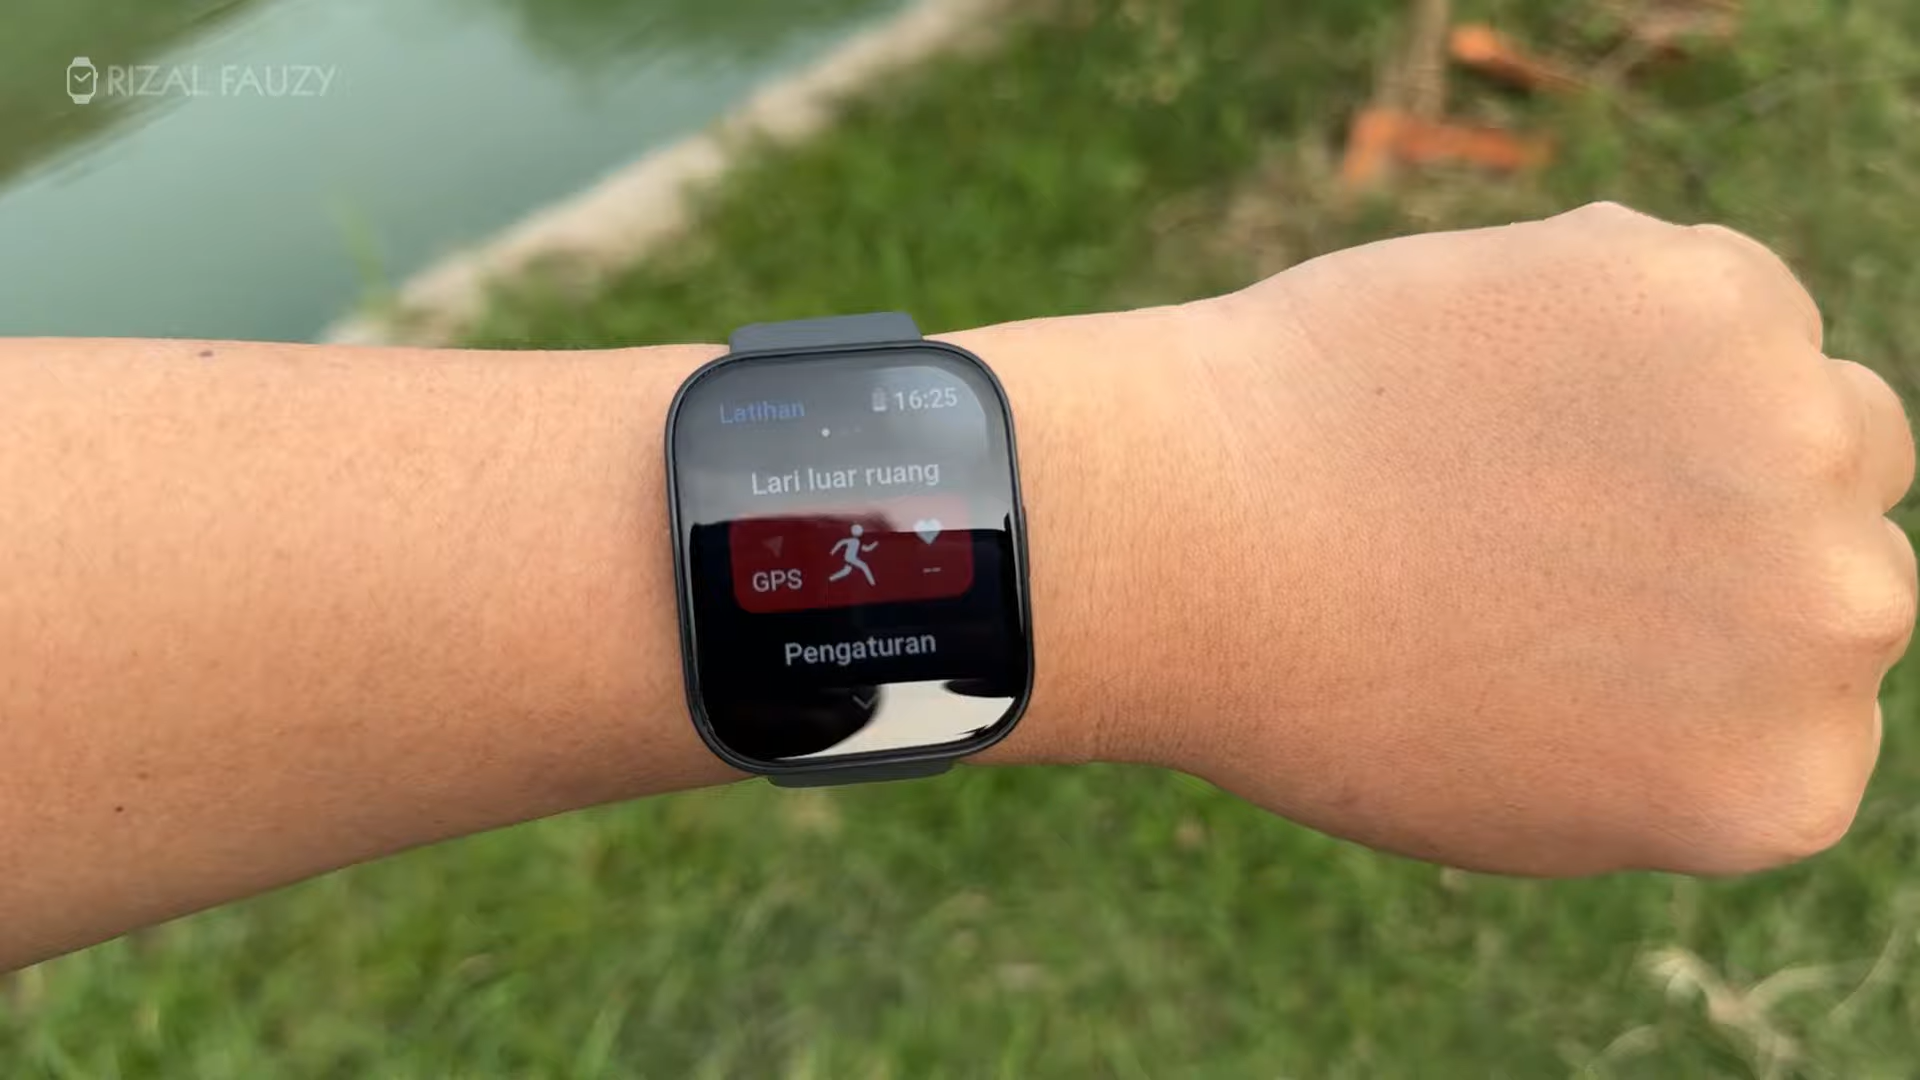 RIZAL FAUZY
Latihan 16:25
Lari luar ruang
GPS --
Pengaturan